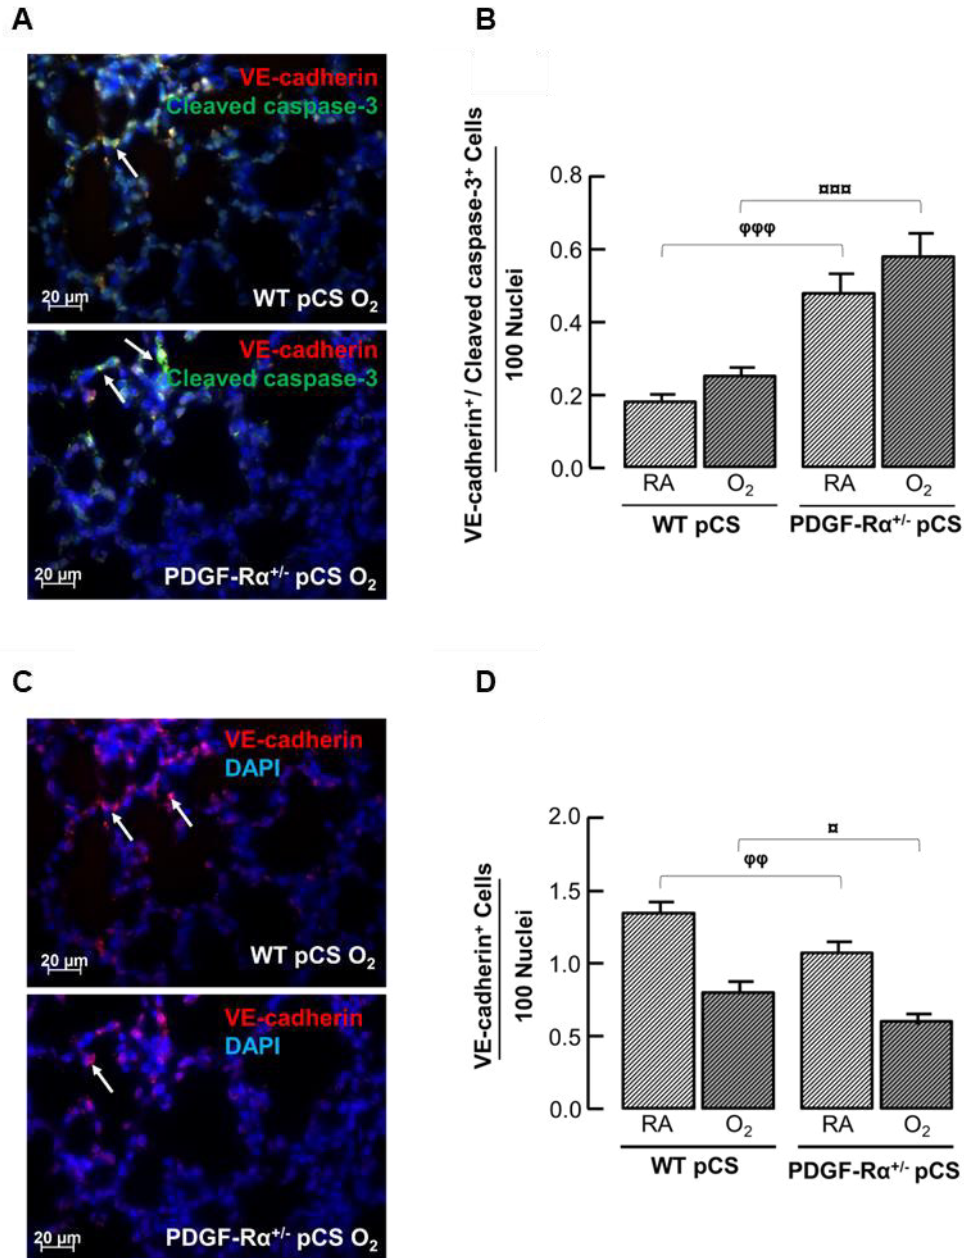 A
VE-cadherin
Cleaved caspase-3
20 µm
WT pCS O₂
VE-cadherin
Cleaved caspase-3
20 µm
PDGF-Rα⁺/⁻ pCS O₂
B
VE-cadherin⁺/ Cleaved caspase-3⁺ Cells
100 Nuclei
0.8
0.6
0.4
0.2
0.0
¤¤¤
φφφ
RA O₂ RA O₂
WT pCS PDGF-Rα⁺/⁻ pCS
C
VE-cadherin
DAPI
20 µm
WT pCS O₂
VE-cadherin
DAPI
20 µm
PDGF-Rα⁺/⁻ pCS O₂
D
VE-cadherin⁺ Cells
100 Nuclei
2.0
1.5
1.0
0.5
0.0
¤
φφ
RA O₂ RA O₂
WT pCS PDGF-Rα⁺/⁻ pCS